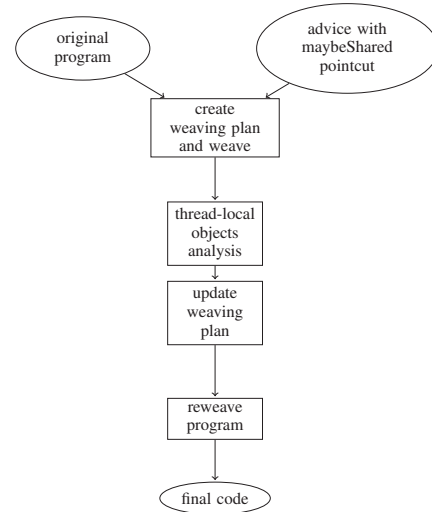 original
program
advice with
maybeShared
pointcut
create
weaving plan
and weave
thread-local
objects
analysis
update
weaving
plan
reweave
program
final code